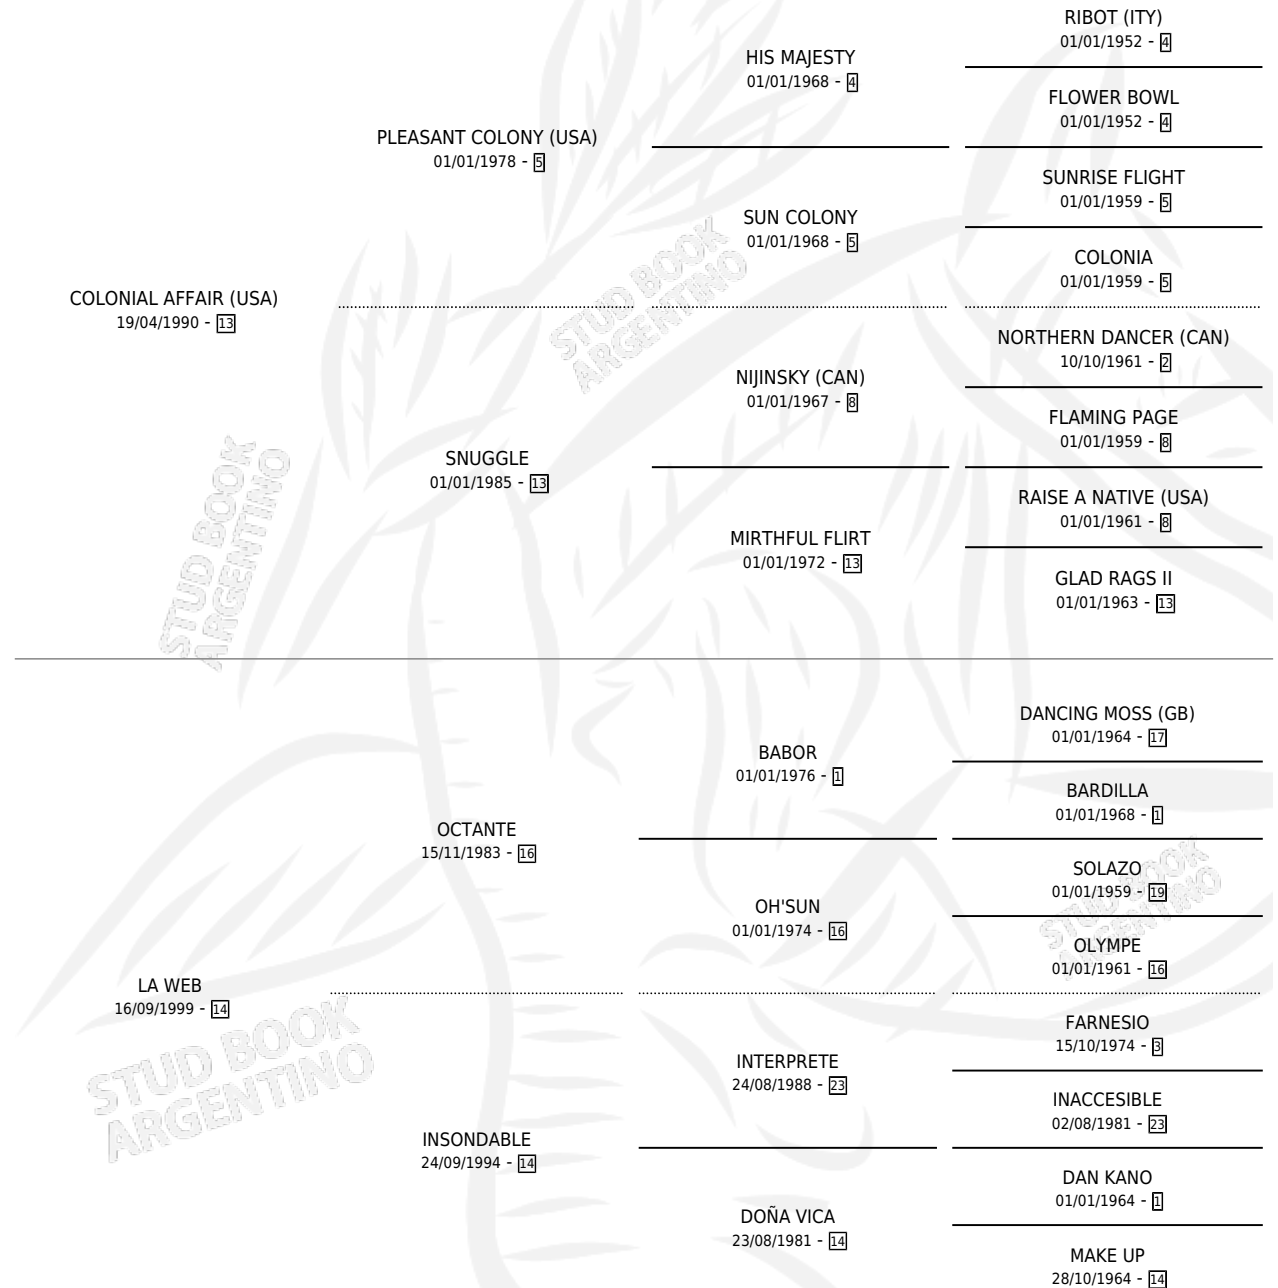 RIBOT (ITY)
01/01/1952 - 4
HIS MAJESTY
01/01/1968 - 4
FLOWER BOWL
01/01/1952 - 4
PLEASANT COLONY (USA)
01/01/1978 - 5
SUNRISE FLIGHT
01/01/1959 - 5
SUN COLONY
01/01/1968 - 5
COLONIA
01/01/1959 - 5
COLONIAL AFFAIR (USA)
19/04/1990 - 13
NORTHERN DANCER (CAN)
10/10/1961 - 2
NIJINSKY (CAN)
01/01/1967 - 8
FLAMING PAGE
01/01/1959 - 8
SNUGGLE
01/01/1985 - 13
RAISE A NATIVE (USA)
01/01/1961 - 8
MIRTHFUL FLIRT
01/01/1972 - 13
GLAD RAGS II
01/01/1963 - 13
DANCING MOSS (GB)
01/01/1964 - 17
BABOR
01/01/1976 - 1
BARDILLA
01/01/1968 - 1
OCTANTE
15/11/1983 - 16
SOLAZO
01/01/1959 - 19
OH'SUN
01/01/1974 - 16
OLYMPE
01/01/1961 - 16
LA WEB
16/09/1999 - 14
FARNESIO
15/10/1974 - 3
INTERPRETE
24/08/1988 - 23
INACCESIBLE
02/08/1981 - 23
INSONDABLE
24/09/1994 - 14
DAN KANO
01/01/1964 - 1
DOÑA VICA
23/08/1981 - 14
MAKE UP
28/10/1964 - 14
STUD BOOK
ARGENTINO
STUD BOOK
ARGENTINO
STUD BOOK
ARGENTINO
STUD BOOK
ARGENTINO